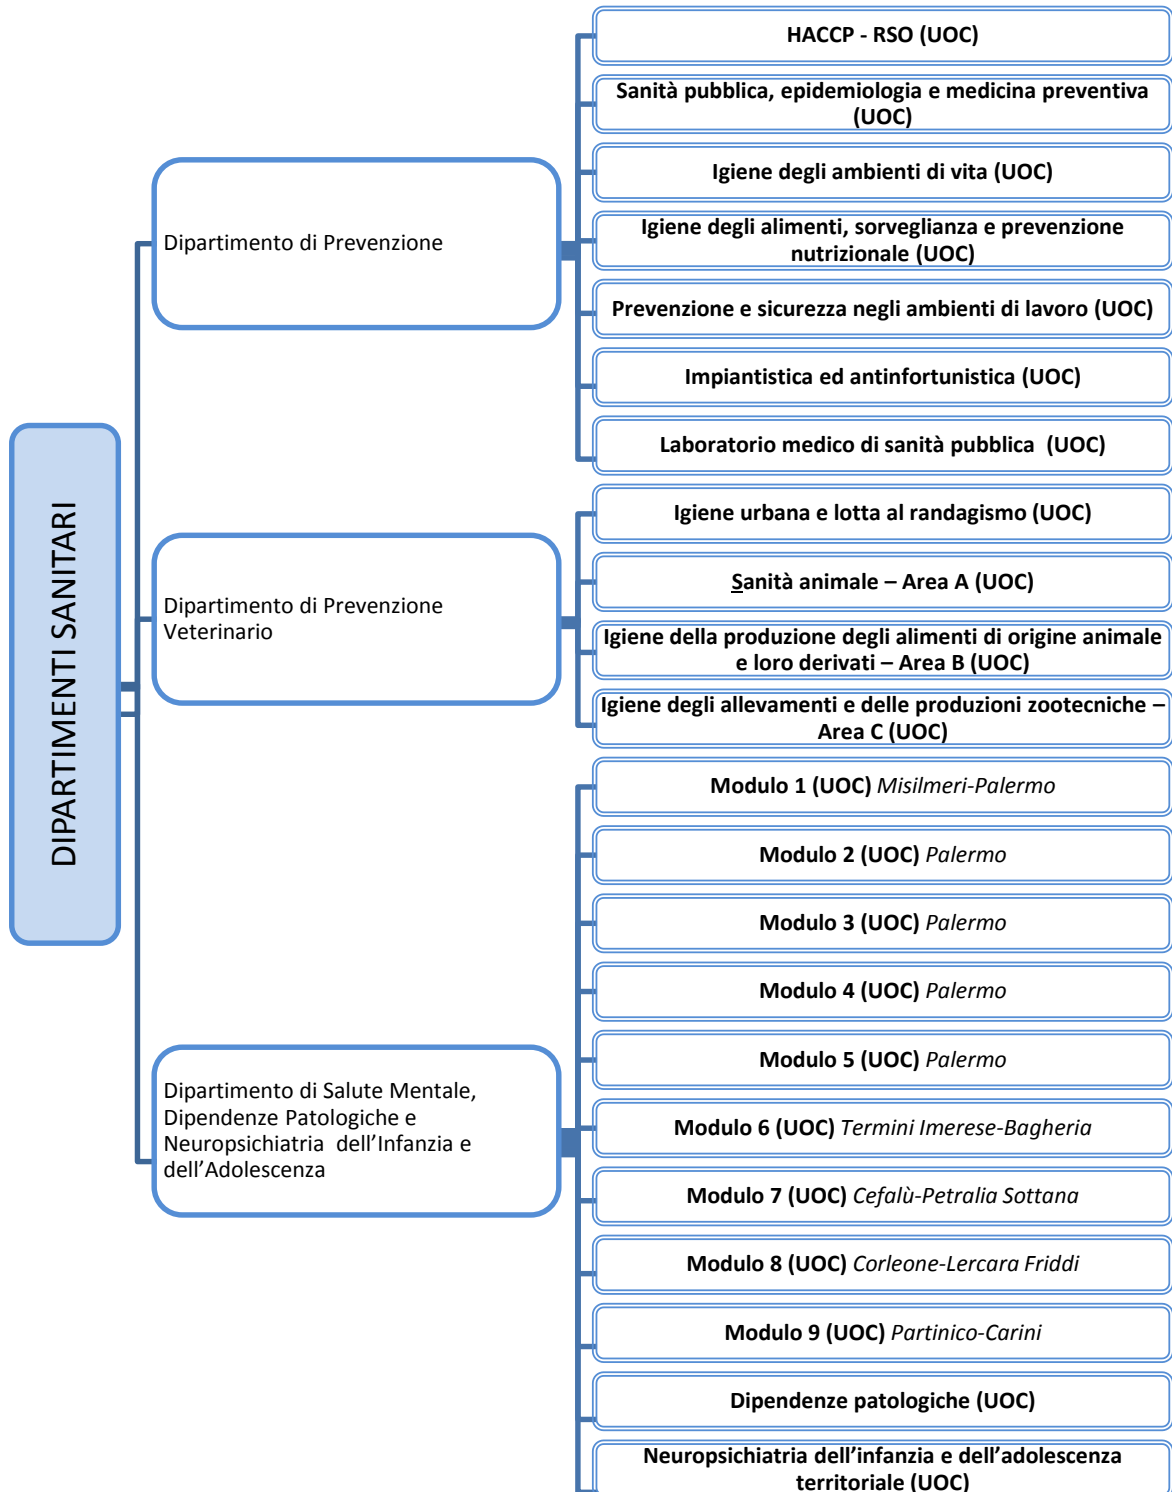 DIPARTIMENTI SANITARI
Dipartimento di Prevenzione
HACCP - RSO (UOC)
Sanità pubblica, epidemiologia e medicina preventiva
(UOC)
Igiene degli ambienti di vita (UOC)
Igiene degli alimenti, sorveglianza e prevenzione
nutrizionale (UOC)
Prevenzione e sicurezza negli ambienti di lavoro (UOC)
Impiantistica ed antinfortunistica (UOC)
Laboratorio medico di sanità pubblica  (UOC)
Dipartimento di Prevenzione
Veterinario
Igiene urbana e lotta al randagismo (UOC)
Sanità animale – Area A (UOC)
Igiene della produzione degli alimenti di origine animale
e loro derivati – Area B (UOC)
Igiene degli allevamenti e delle produzioni zootecniche –
Area C (UOC)
Dipartimento di Salute Mentale,
Dipendenze Patologiche e
Neuropsichiatria  dell’Infanzia e
dell’Adolescenza
Modulo 1 (UOC) Misilmeri-Palermo
Modulo 2 (UOC) Palermo
Modulo 3 (UOC) Palermo
Modulo 4 (UOC) Palermo
Modulo 5 (UOC) Palermo
Modulo 6 (UOC) Termini Imerese-Bagheria
Modulo 7 (UOC) Cefalù-Petralia Sottana
Modulo 8 (UOC) Corleone-Lercara Friddi
Modulo 9 (UOC) Partinico-Carini
Dipendenze patologiche (UOC)
Neuropsichiatria dell’infanzia e dell’adolescenza
territoriale (UOC)